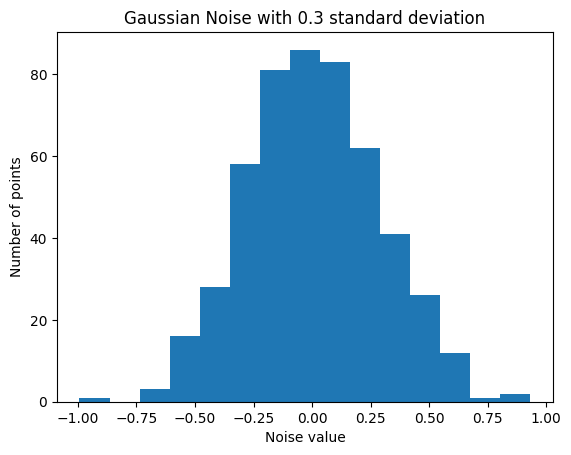 Gaussian Noise with 0.3 standard deviation
Number of points
80
60
40
20
0
−1.00 −0.75 −0.50 −0.25 0.00 0.25 0.50 0.75 1.00
Noise value